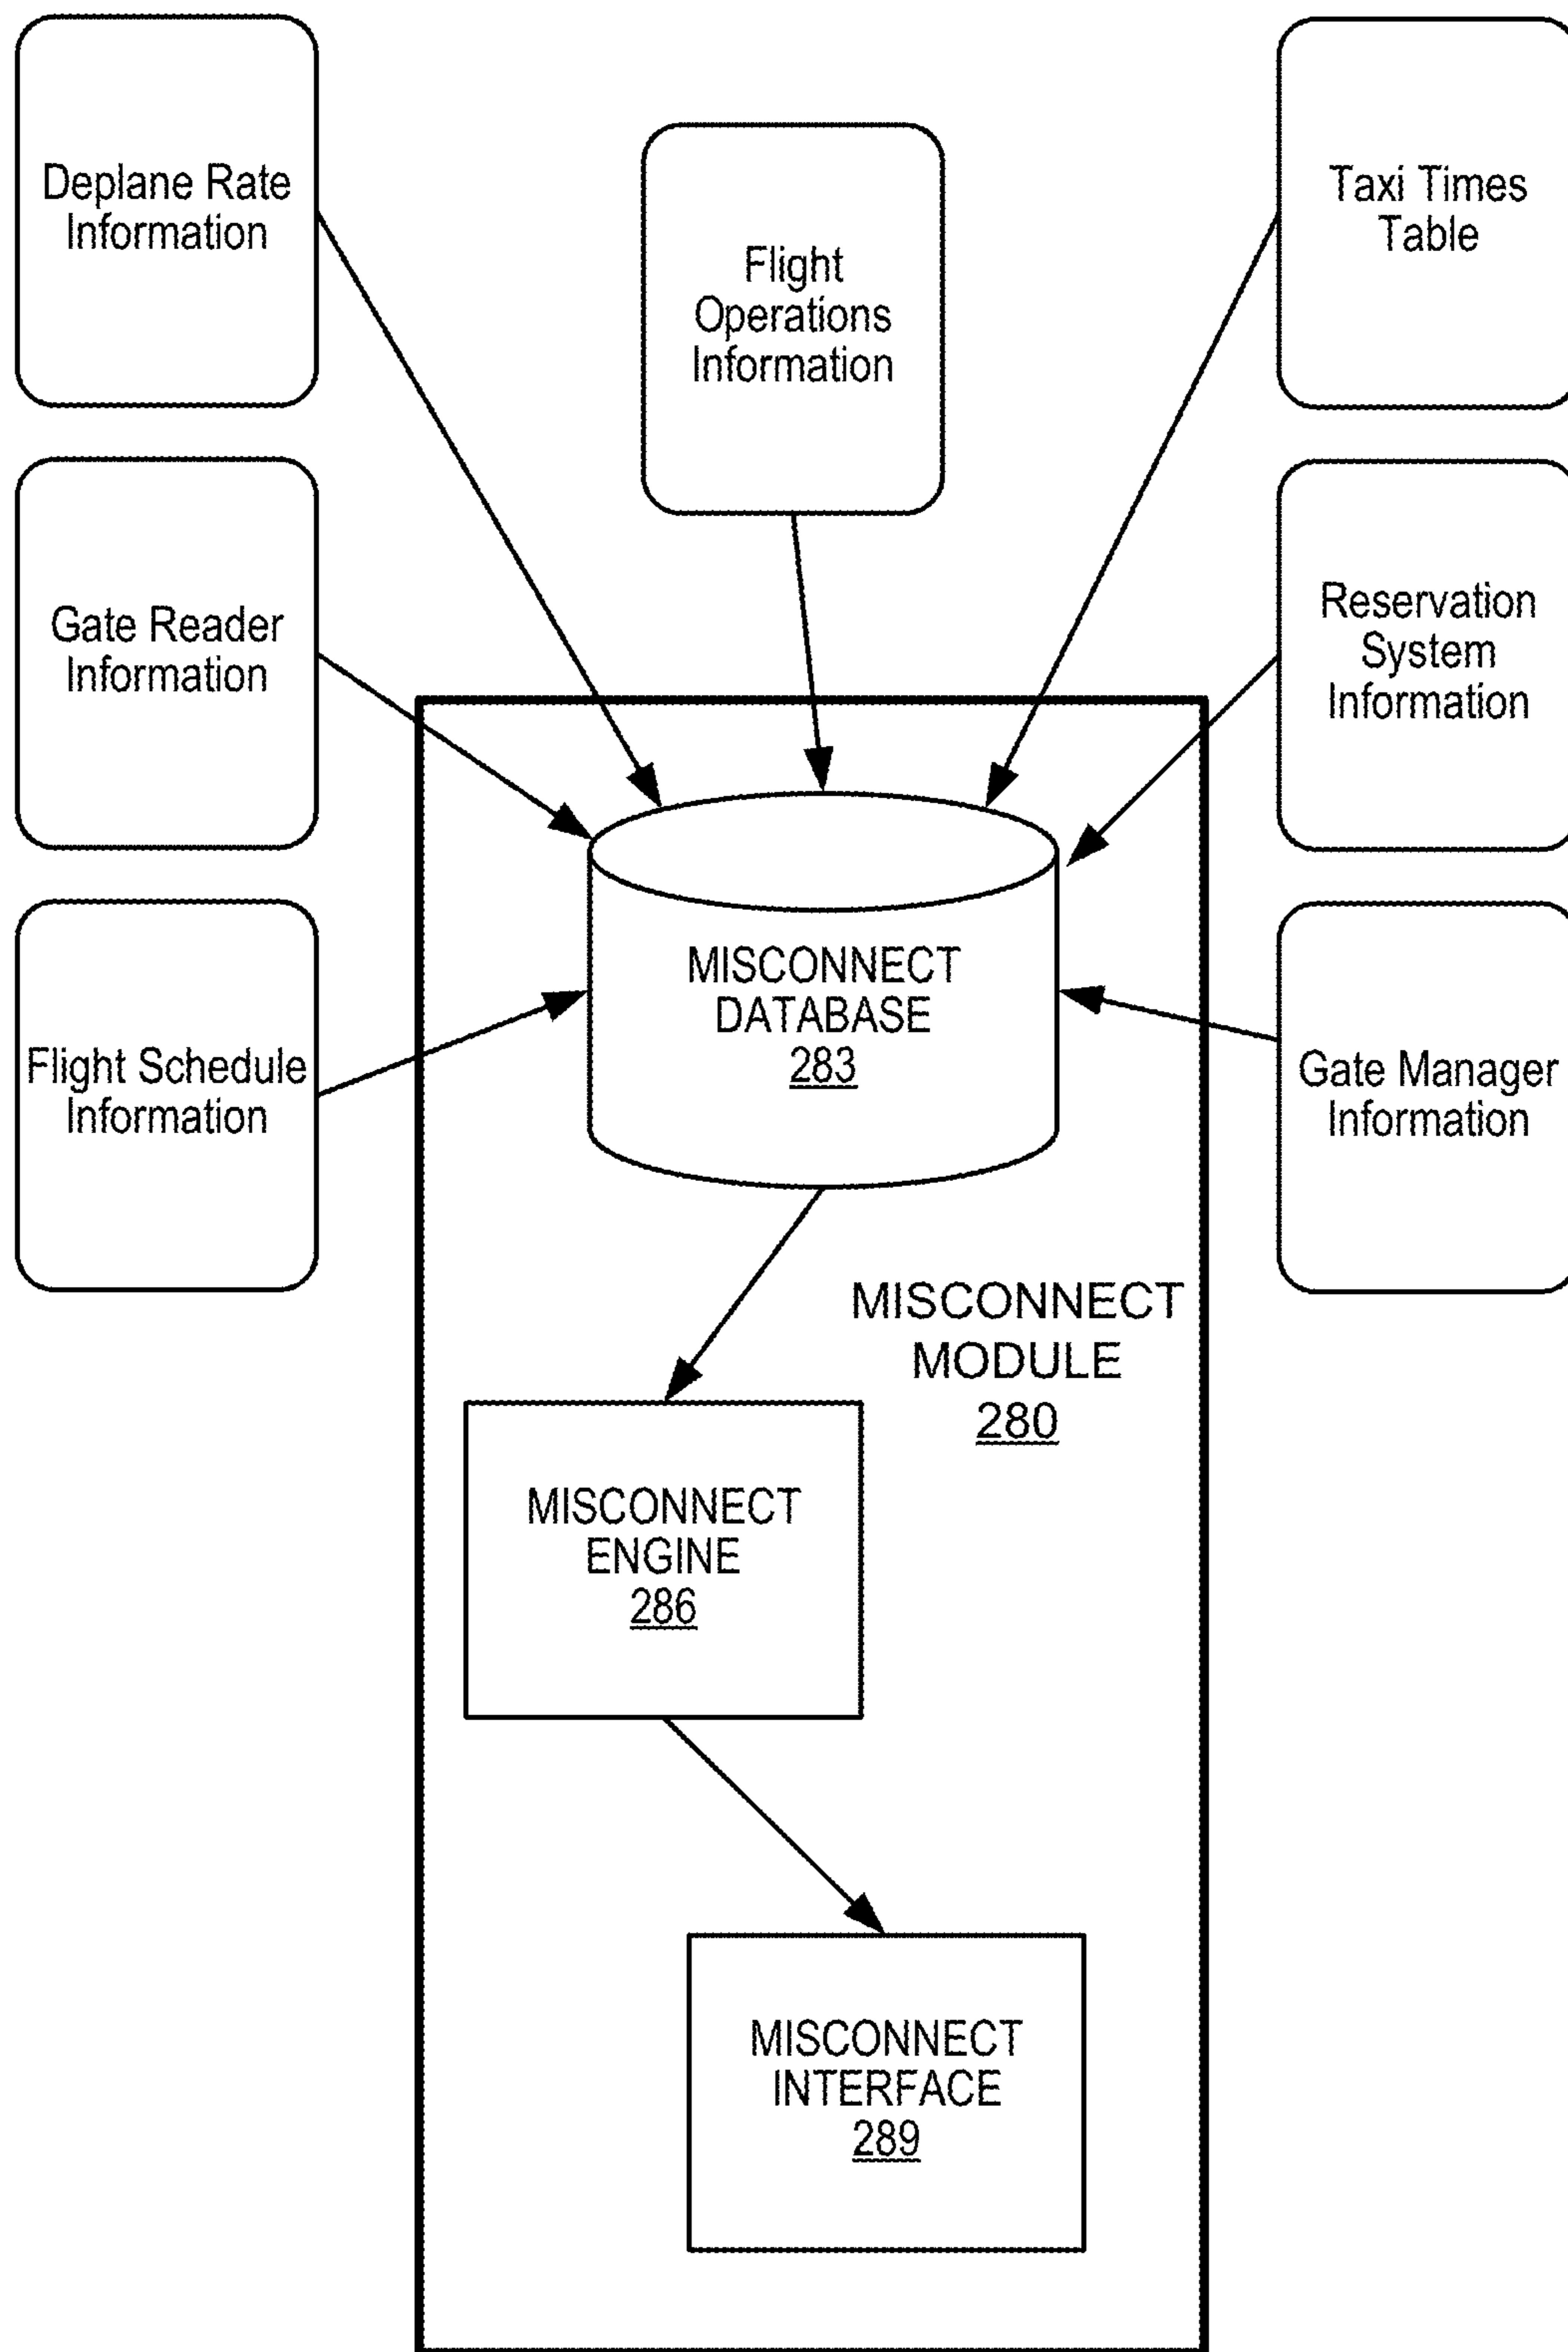 Deplane Rate
Information
Flight
Operations
Information
Taxi Times
Table
Gate Reader
Information
Reservation
System
Information
Flight Schedule
Information
MISCONNECT
DATABASE
283
Gate Manager
Information
MISCONNECT
MODULE
280
MISCONNECT
ENGINE
286
MISCONNECT
INTERFACE
289